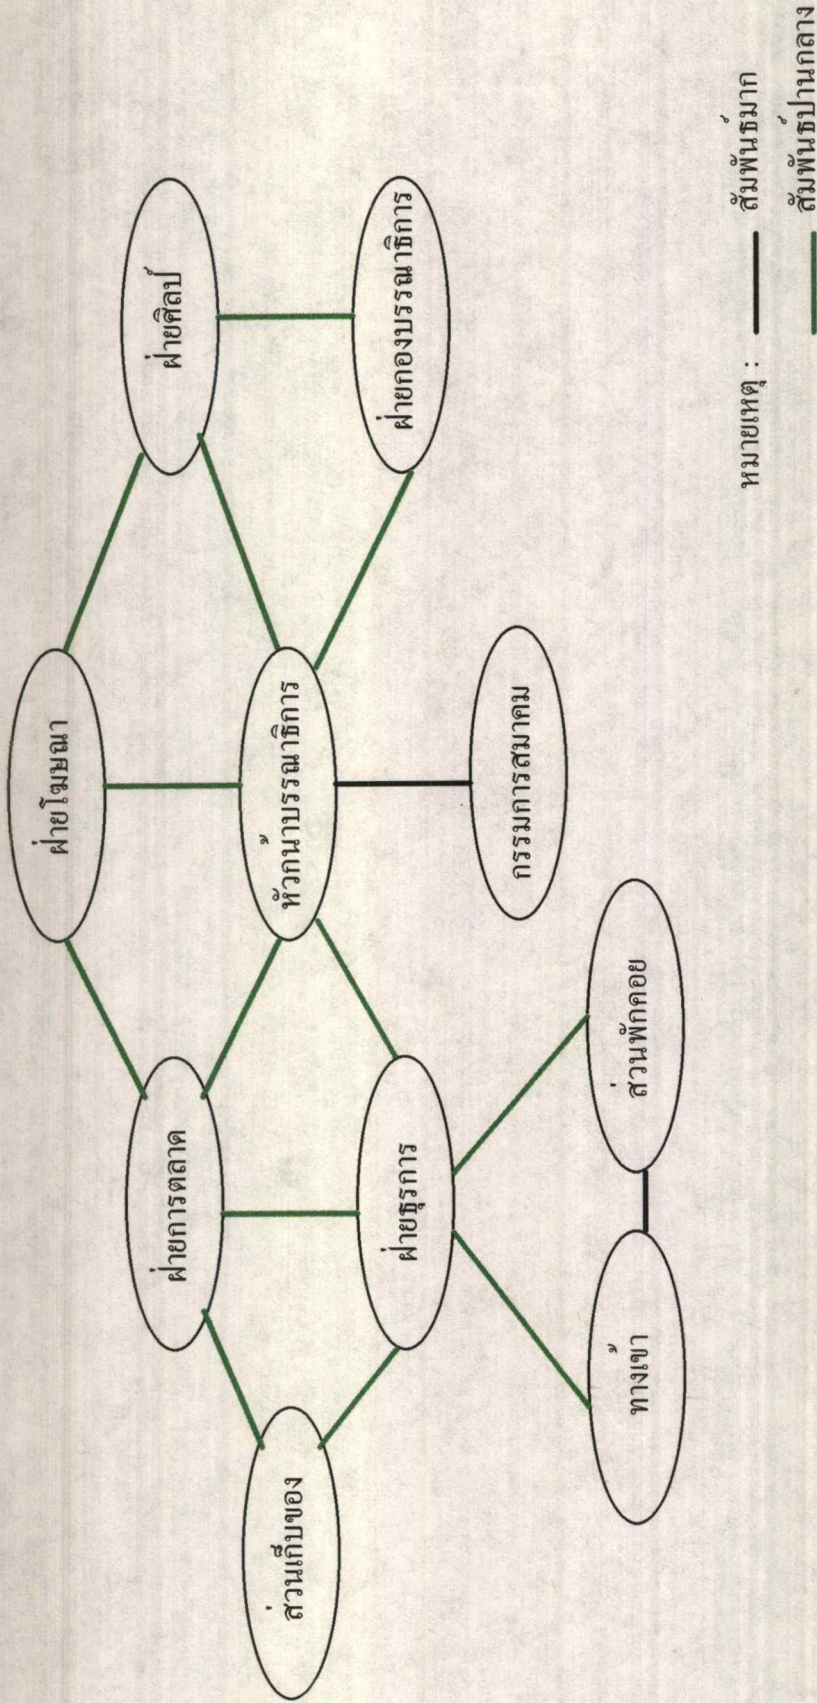 ฝ่ายโฆษณา
ฝ่ายการตลาด
ฝ่ายศิลป์
ส่วนเก็บของ
หัวกน้าบรรณาธิการ
ฝ่ายธุรการ
ฝ่ายกองบรรณาธิการ
กรรมการสมาคม
ทางเข้า
ส่วนพักคอย
หมายเหตุ : สัมพันธ์มาก
สัมพันธ์ปานกลาง